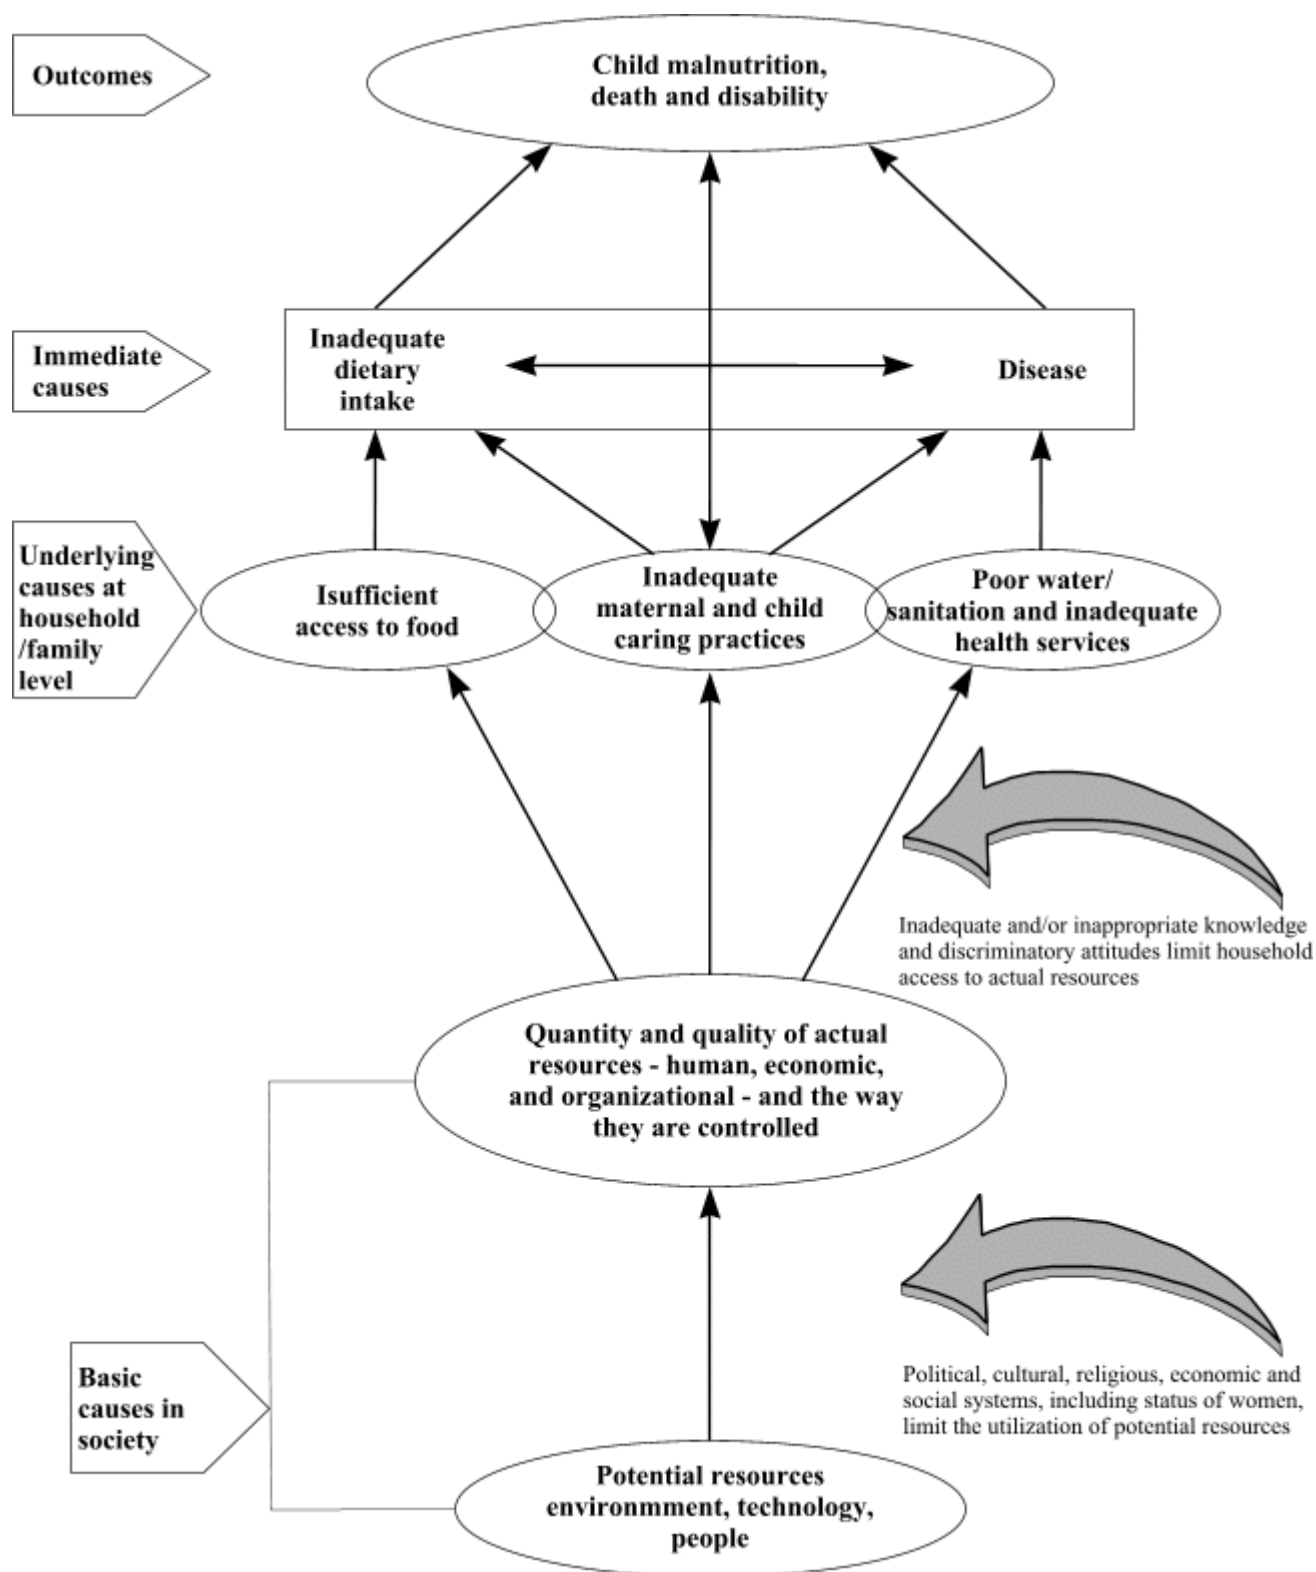 Outcomes
Child malnutrition,
death and disability
Immediate
causes
Inadequate
dietary
intake
Disease
Underlying
causes at
household
/family
level
Isufficient
access to food
Inadequate
maternal and child
caring practices
Poor water/
sanitation and inadequate
health services
Inadequate and/or inappropriate knowledge
and discriminatory attitudes limit household
access to actual resources
Quantity and quality of actual
resources - human, economic,
and organizational - and the way
they are controlled
Political, cultural, religious, economic and
social systems, including status of women,
limit the utilization of potential resources
Basic
causes in
society
Potential resources
environmment, technology,
people